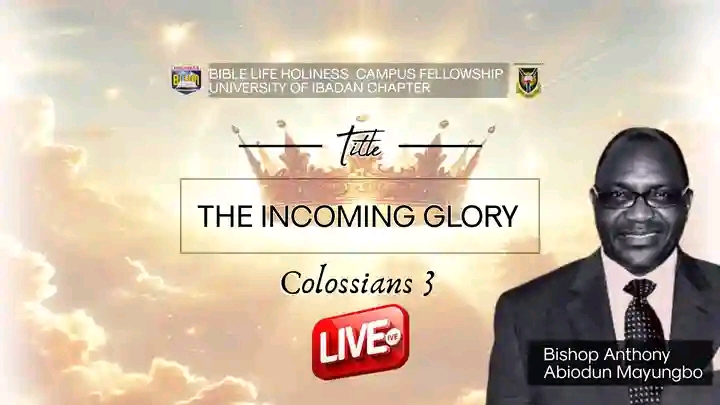 BIBLE LIFE HOLINESS CAMPUS FELLOWSHIP
UNIVERSITY OF IBADAN CHAPTER
Title
THE INCOMING GLORY
Colossians 3
LIVE
IVE
Bishop Anthony
Abiodun Mayungbo